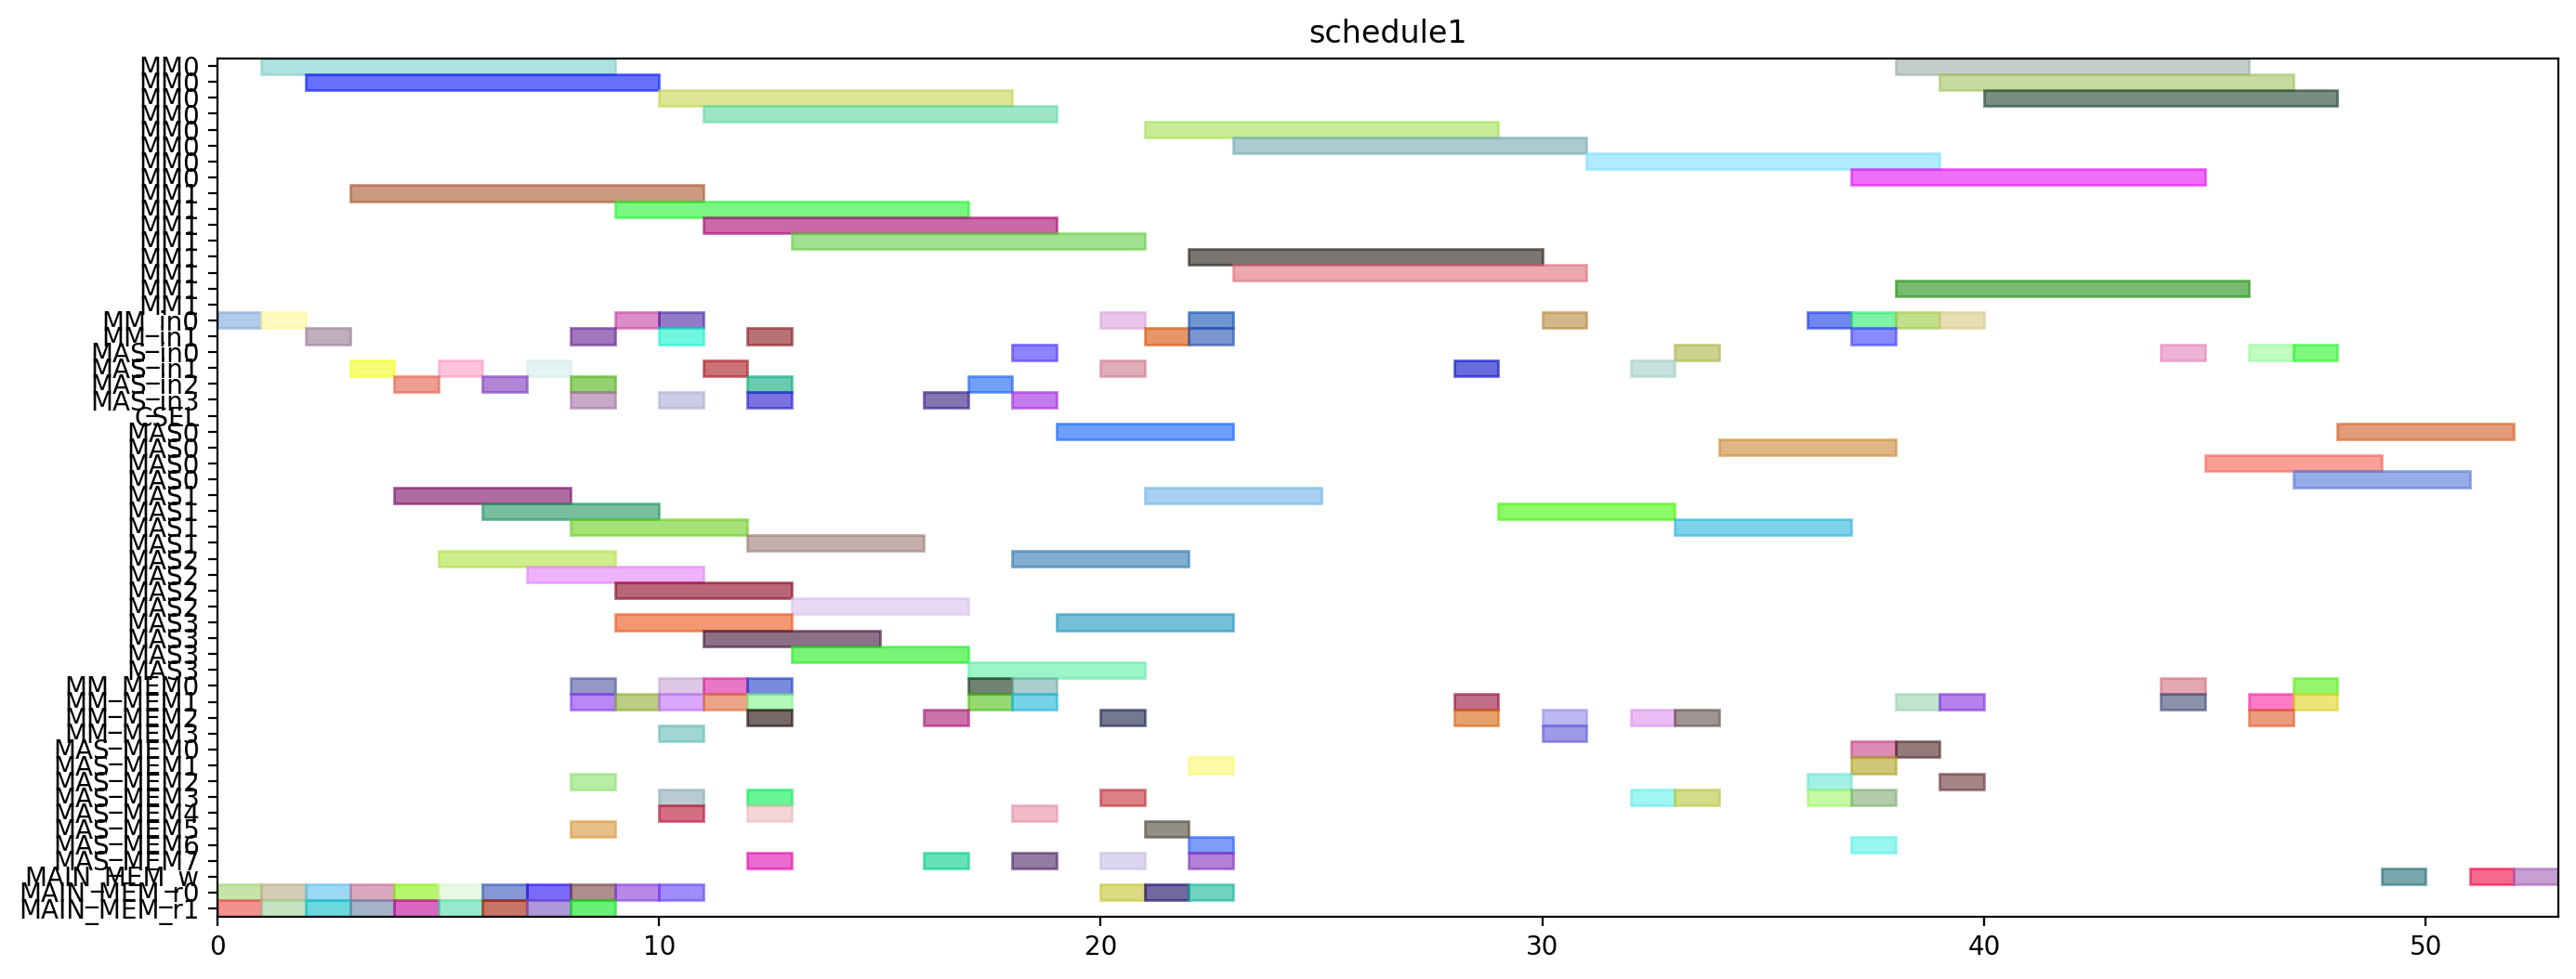 schedule1
MM0
MM0
MM0
MM0
MM0
MM0
MM0
MM0
MM1
MM1
MM1
MM1
MM1
MM1
MM1
MM1
MM_in0
MM_in1
MAS_in0
MAS_in1
MAS_in2
MAS_in3
CSEL
MAS0
MAS0
MAS0
MAS0
MAS1
MAS1
MAS1
MAS1
MAS2
MAS2
MAS2
MAS2
MAS3
MAS3
MAS3
MAS3
MM_MEM0
MM_MEM1
MM_MEM2
MM_MEM3
MAS_MEM0
MAS_MEM1
MAS_MEM2
MAS_MEM3
MAS_MEM4
MAS_MEM5
MAS_MEM6
MAS_MEM7
MAIN_MEM_w
MAIN_MEM_r0
MAIN_MEM_r1
0 10 20 30 40 50